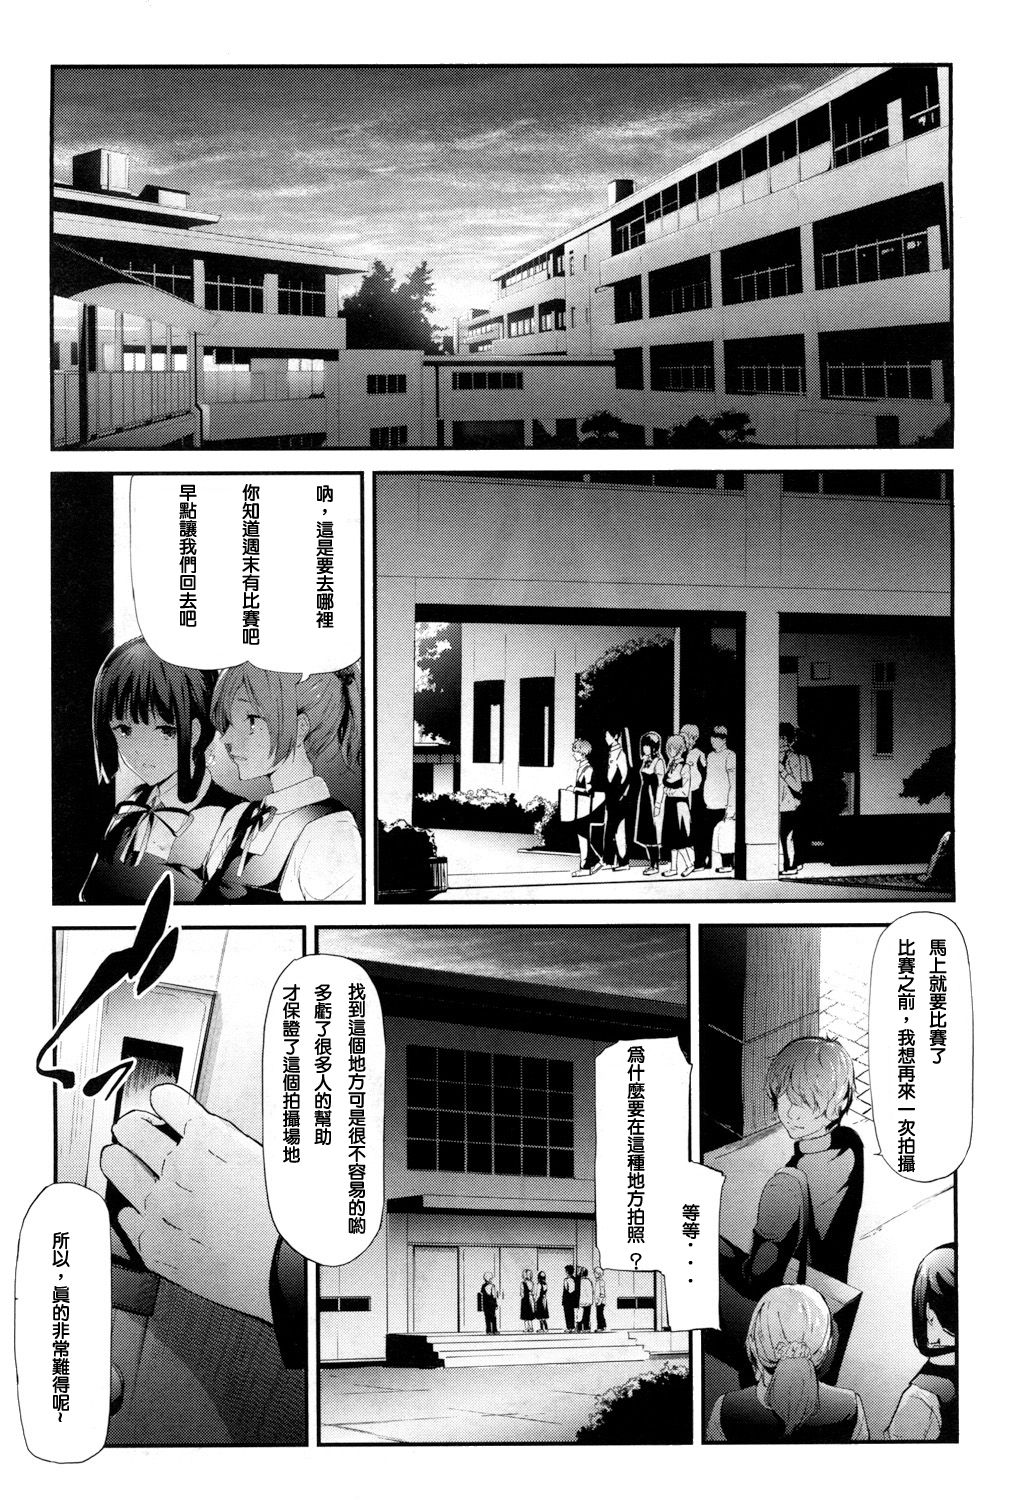 吶，這是要去哪裡
你知道週末有比賽吧
早點讓我們回去吧
馬上就要比賽了
比賽之前，我想再來一次拍攝
等等...
爲什麼要在這種地方拍照？
找到這個地方可是很不容易的喲
多虧了很多人的幫助
才保證了這個拍攝場地
所以，眞的非常難得呢~